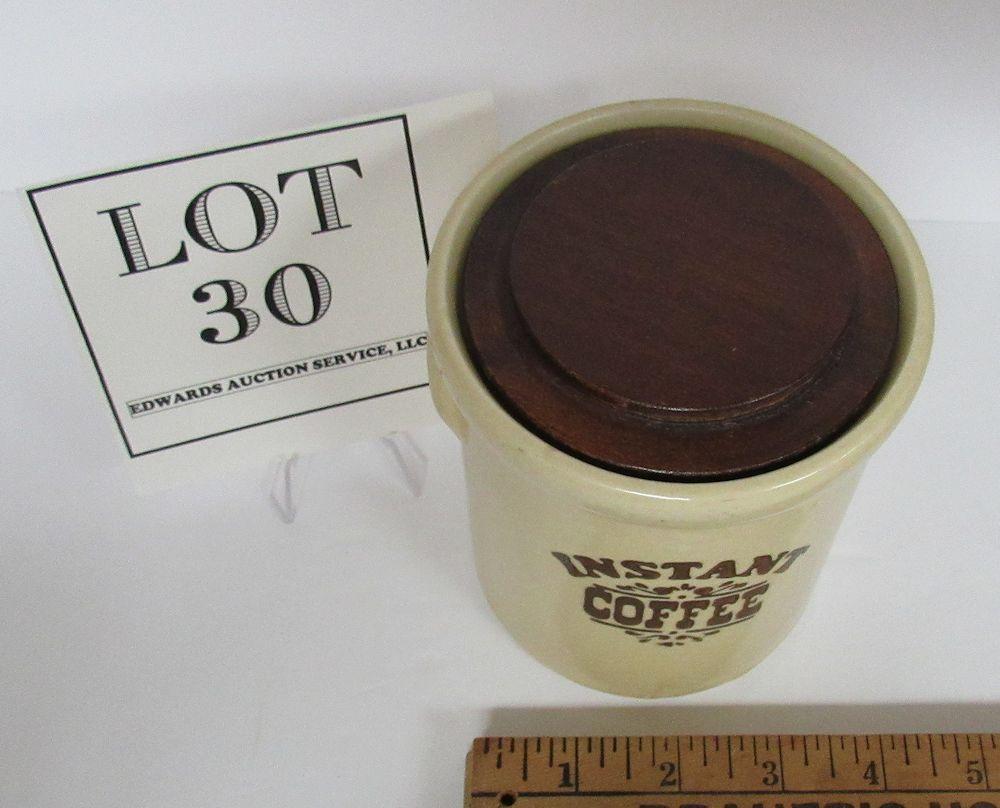 LOT
30
EDWARDS AUCTION SERVICE, LLC
INSTANT
COFFEE
1 2 3 4 5